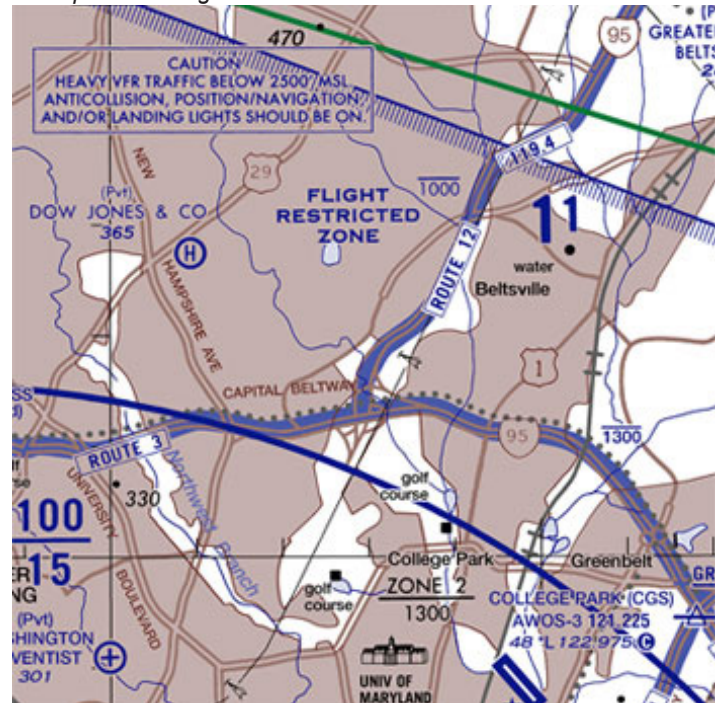 470
95
GREATE
BELTS
CAUTION
HEAVY VFR TRAFFIC BELOW 2500' MSL
ANTICOLLISION, POSITION/NAVIGATION
AND/OR LANDING LIGHTS SHOULD BE ON.
119.4
NEW
29
1000
(Pvt)
DOW JONES & CO
365
H
FLIGHT
RESTRICTED
ZONE
11
water
Beltsville
ROUTE 12
HAMPSHIRE AVE
1
CAPITAL BELTWAY
95
1300
ROUTE 3
Northwest Branch
golf
course
UNIVERSITY
BOULEVARD
330
100
15
College Park
Greenbelt
golf
course
ZONE 2
1300
COLLEGE PARK (CGS)
AWOS-3 121.225
48 *L 122.975 C
GR
(Pvt)
SHINGTON
VENTIST
301
UNIV OF
MARYLAND